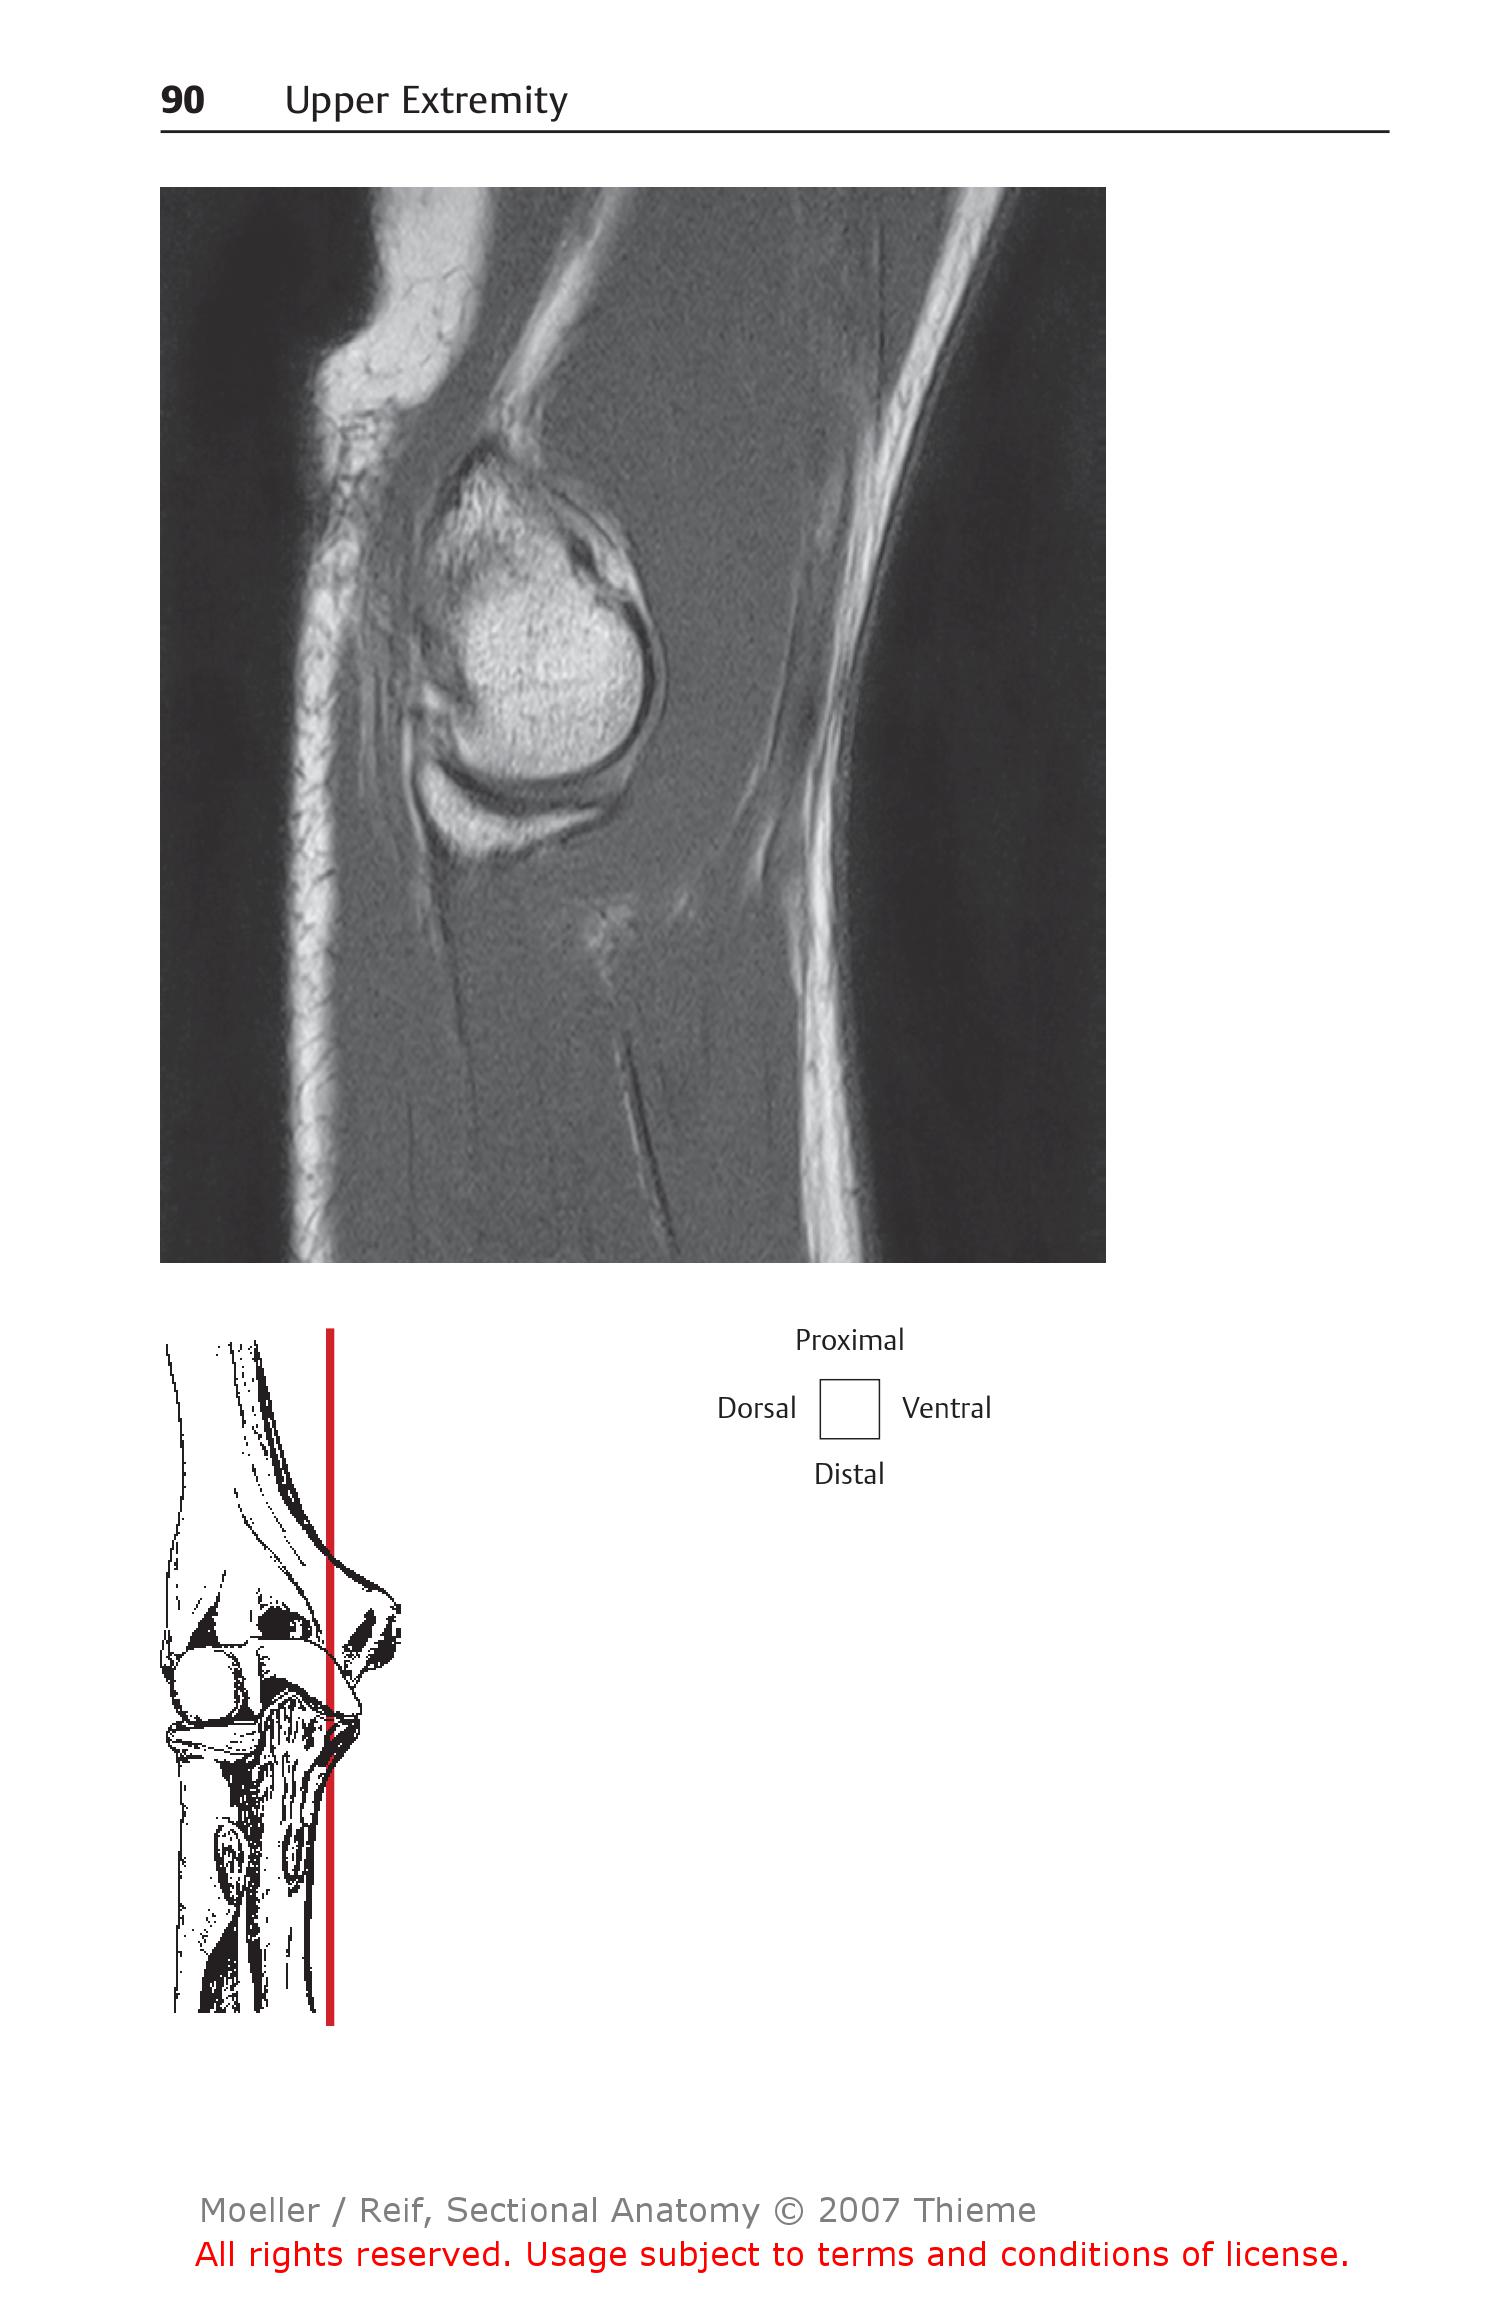 90 Upper Extremity
Proximal
Dorsal Ventral
Distal
Moeller / Reif, Sectional Anatomy © 2007 Thieme
All rights reserved. Usage subject to terms and conditions of license.